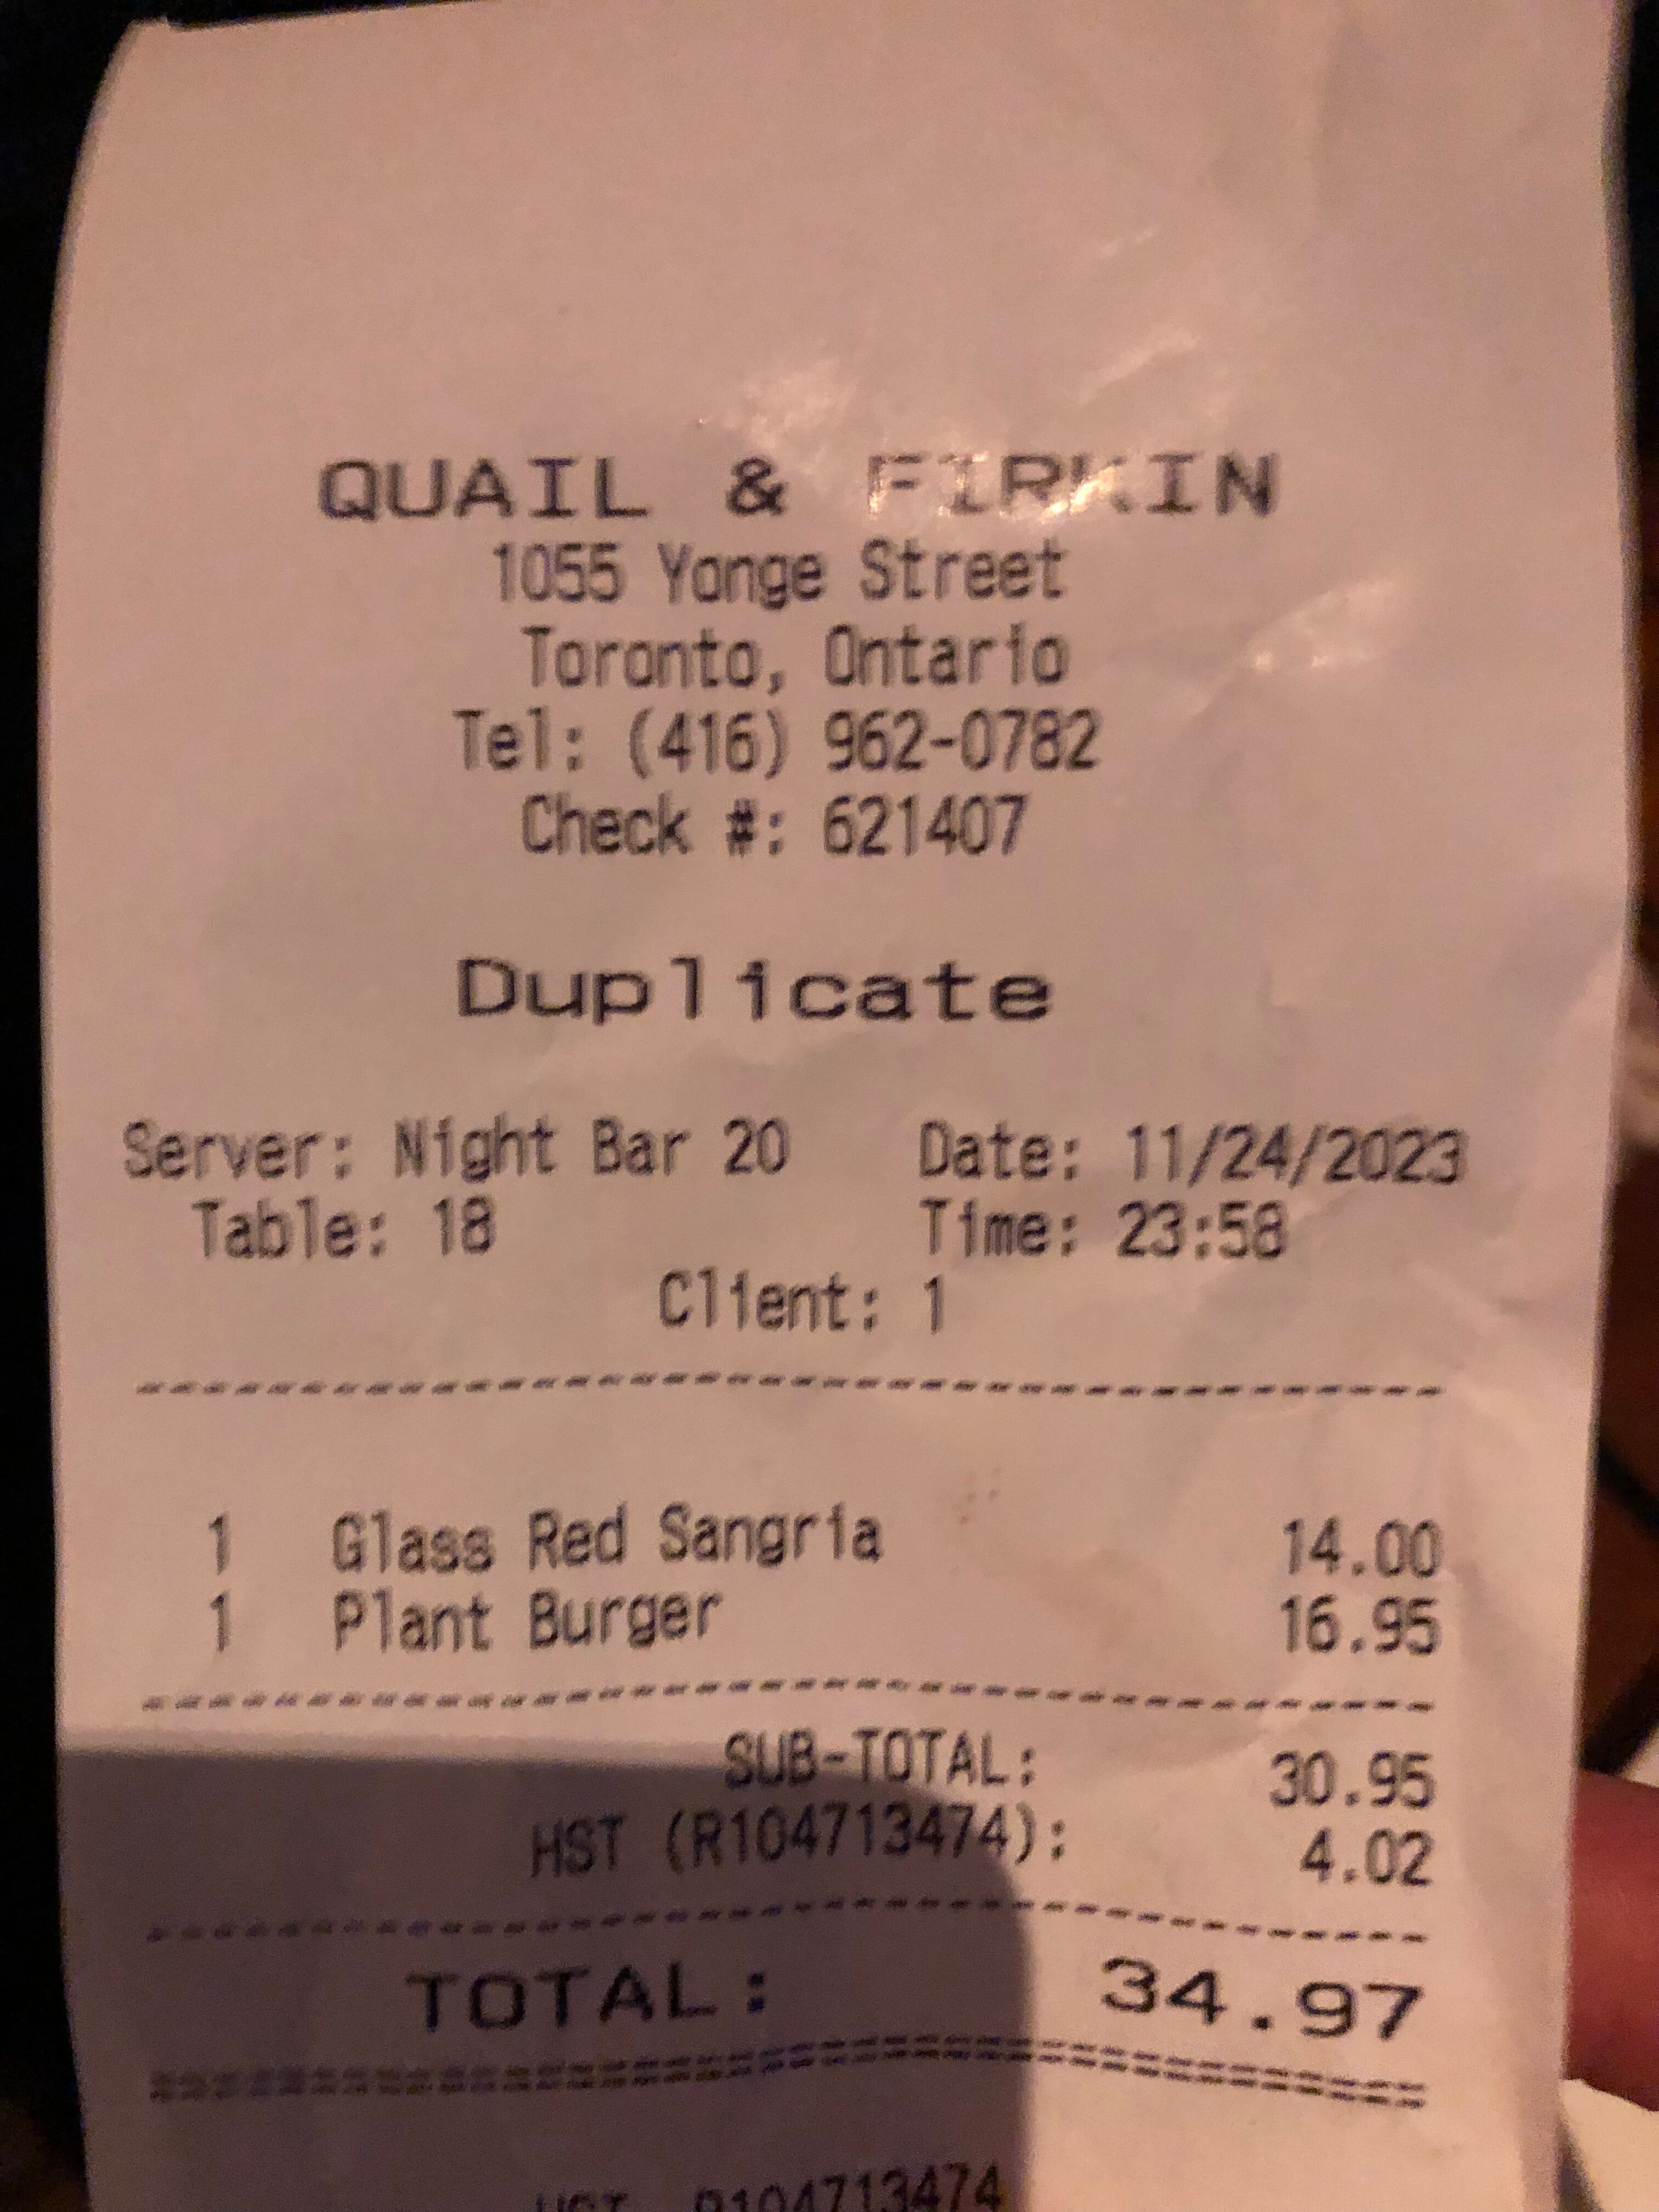 QUAIL & FIRKIN
1055 Yonge Street
Toronto, Ontario
Tel: (416) 962-0782
Check #: 621407
Duplicate
Server: Night Bar 20 Date: 11/24/2023
Table: 18 Time: 23:58
Client: 1
1 Glass Red Sangria 14.00
1 Plant Burger 16.95
SUB-TOTAL: 30.95
HST (R104713474): 4.02
TOTAL: 34.97
HST R104713474